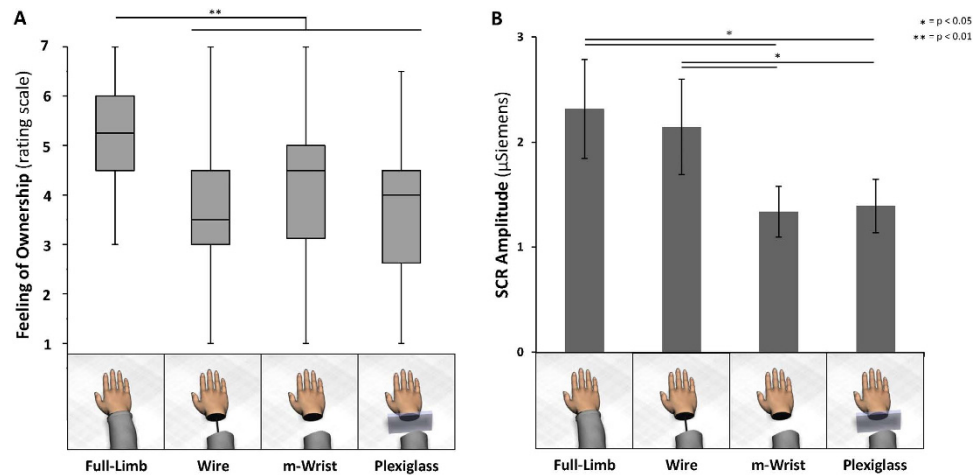 A
**
7
6
5
4
3
2
1
Feeling of Ownership (rating scale)
Full-Limb
Wire
m-Wrist
Plexiglass
B
* = p < 0.05
** = p < 0.01
*
*
3
2
1
0
SCR Amplitude (µSiemens)
Full-Limb
Wire
m-Wrist
Plexiglass